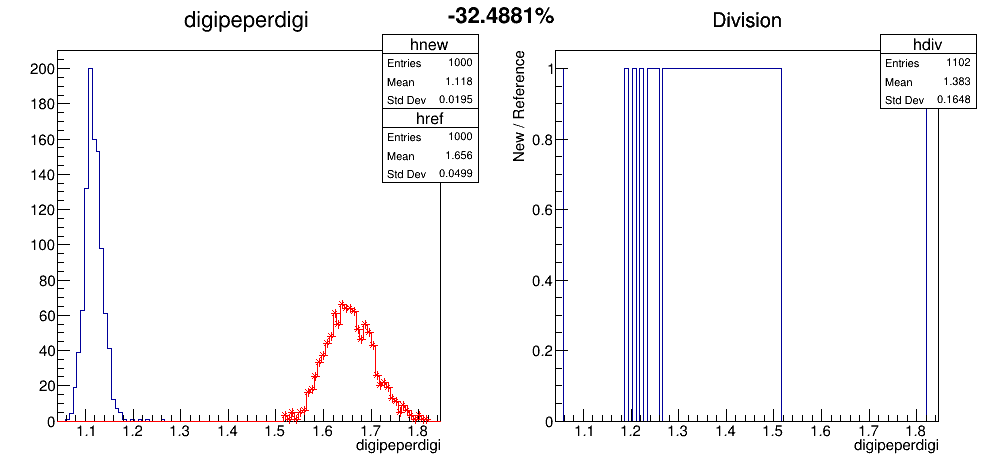 -32.4881%
digipeperdigi
hnew
Entries 1000
Mean 1.118
Std Dev 0.0195
href
Entries 1000
Mean 1.656
Std Dev 0.0499
200
180
160
140
120
100
80
60
40
20
0
1.1 1.2 1.3 1.4 1.5 1.6 1.7 1.8
digipeperdigi
Division
hdiv
Entries 1102
Mean 1.383
Std Dev 0.1648
New / Reference
1
0.8
0.6
0.4
0.2
0
1.1 1.2 1.3 1.4 1.5 1.6 1.7 1.8
digipeperdigi